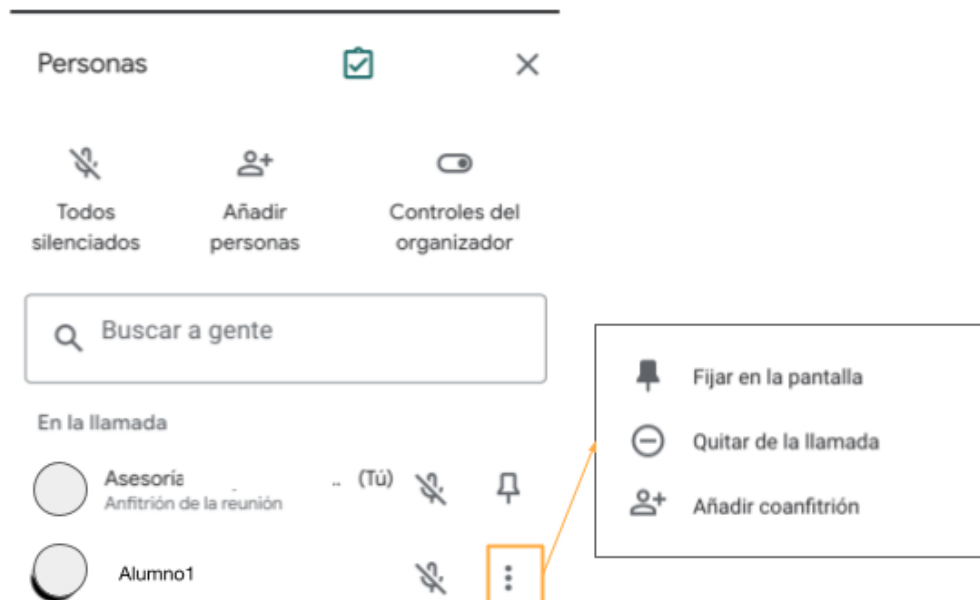 Personas
Todos
silenciados
Añadir
personas
Controles del
organizador
Buscar a gente
En la llamada
Asesoría (Tú)
Anfitrión de la reunión
Alumno1
Fijar en la pantalla
Quitar de la llamada
Añadir coanfitrión